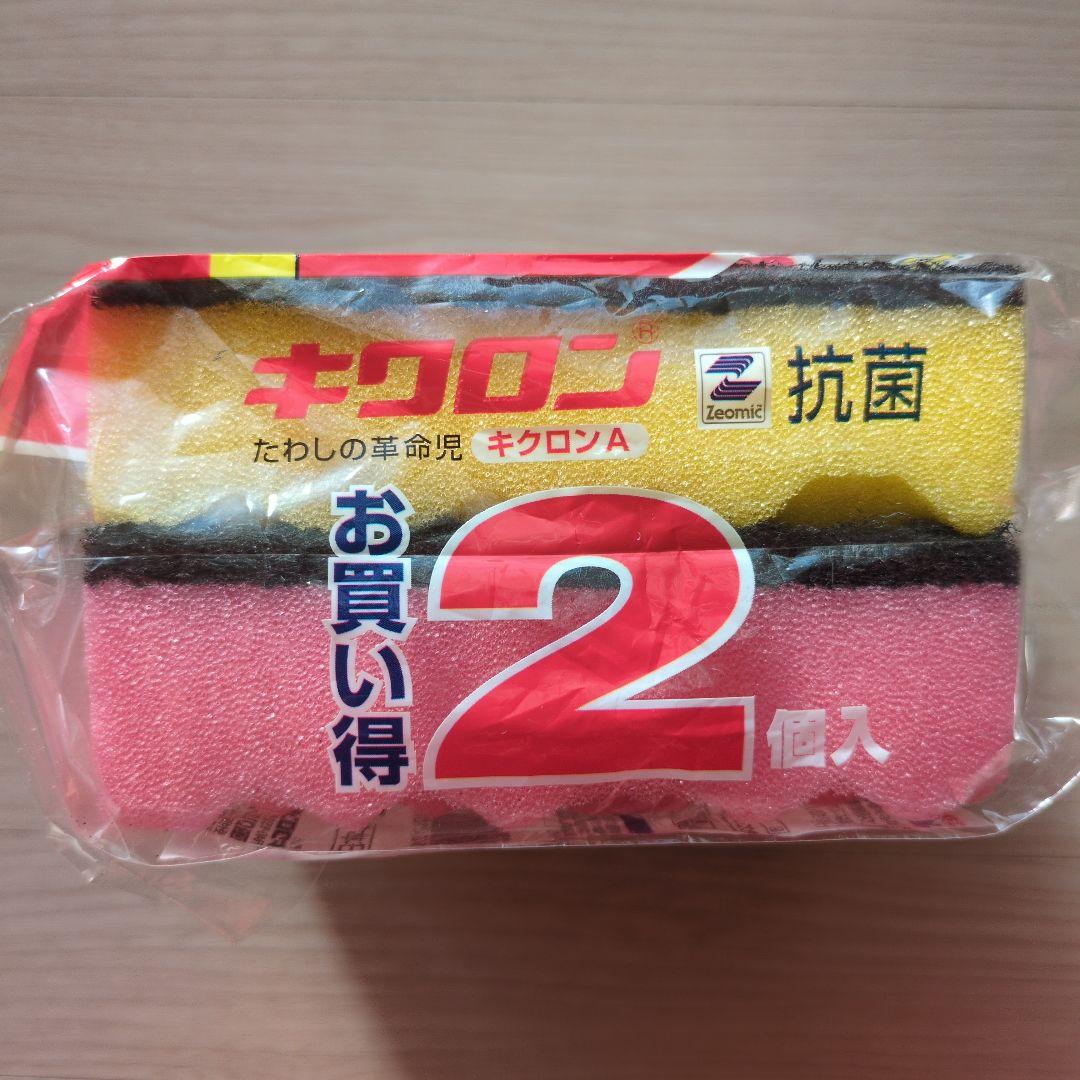 キクロン®
Zeomic
抗菌
たわしの革命児 キクロンA
お買い得
2個入